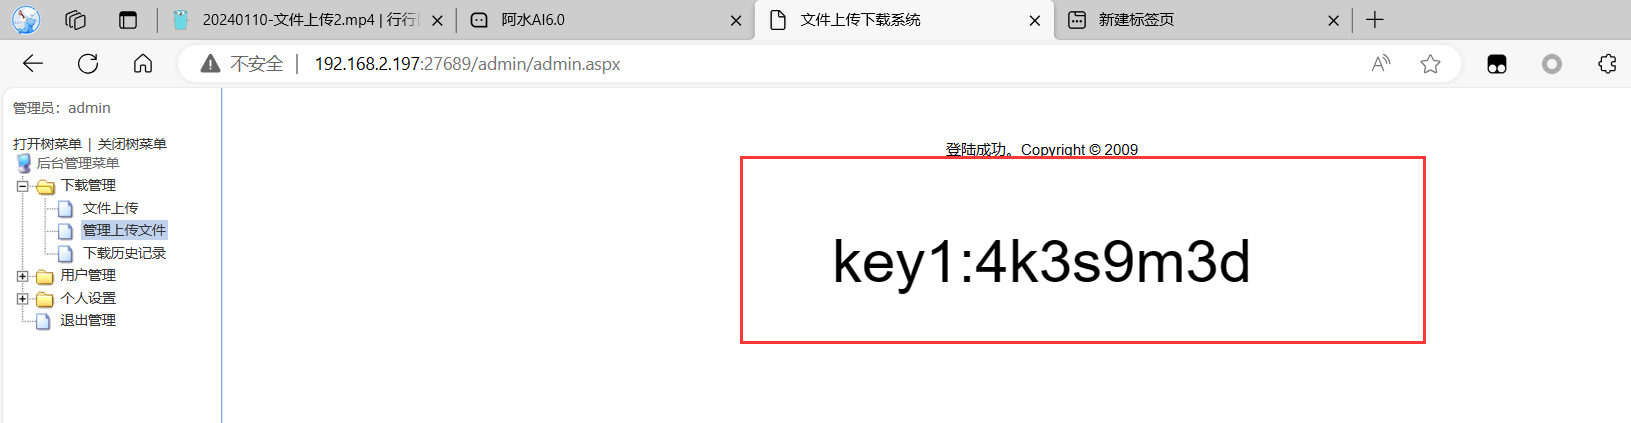 20240110-文件上传2.mp4 | 行行
阿水AI6.0
文件上传下载系统
新建标签页
不安全 | 192.168.2.197:27689/admin/admin.aspx
管理员：admin
打开树菜单 | 关闭树菜单
后台管理菜单
下载管理
文件上传
管理上传文件
下载历史记录
用户管理
个人设置
退出管理
登陆成功。Copyright © 2009
key1:4k3s9m3d